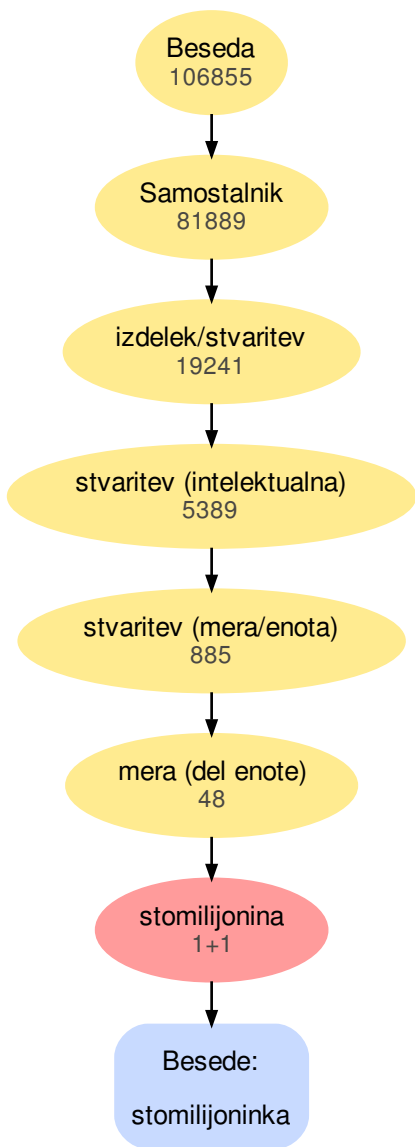 Beseda
106855
Samostalnik
81889
izdelek/stvaritev
19241
stvaritev (intelektualna)
5389
stvaritev (mera/enota)
885
mera (del enote)
48
stomilijonina
1+1
Besede:
stomilijoninka